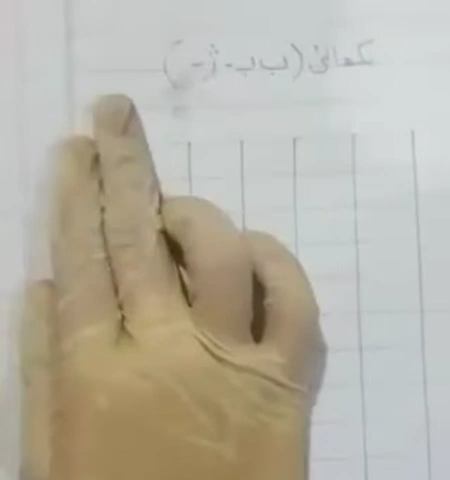 لکھائی (ب ب - ژ -)